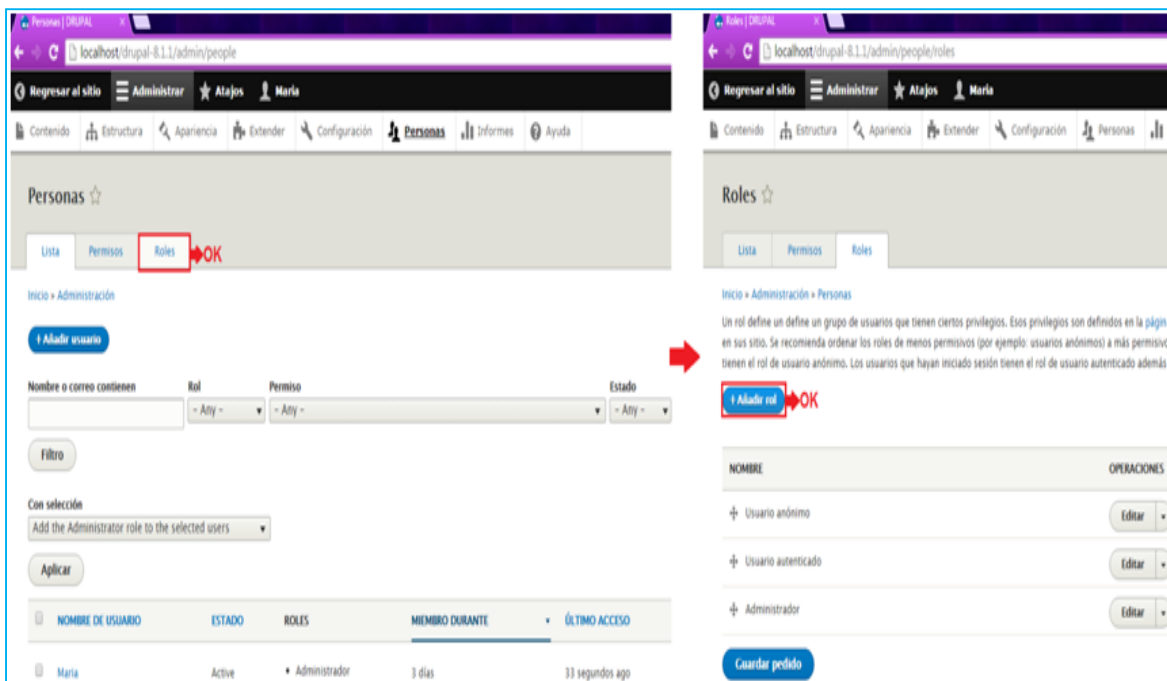 Personas | DRUPAL
localhost/drupal-8.1.1/admin/people
Regresar al sitio Administrar Atajos Maria
Contenido Estructura Apariencia Extender Configuración Personas Informes Ayuda
Personas
Lista Permisos Roles OK
Inicio » Administración
+ Añadir usuario
Nombre o correo contienen Rol Permiso Estado
- Any - - Any - - Any -
Filtro
Con selección
Add the Administrator role to the selected users
Aplicar
NOMBRE DE USUARIO ESTADO ROLES MIEMBRO DURANTE ÚLTIMO ACCESO
Maria Active • Administrador 3 días 33 segundos ago
Roles | DRUPAL
localhost/drupal-8.1.1/admin/people/roles
Regresar al sitio Administrar Atajos Maria
Contenido Estructura Apariencia Extender Configuración Personas
Roles
Lista Permisos Roles
Inicio » Administración » Personas
Un rol define un define un grupo de usuarios que tienen ciertos privilegios. Esos privilegios son definidos en la págin
en sus sitio. Se recomienda ordenar los roles de menos permisivos (por ejemplo: usuarios anónimos) a más permisivo
tienen el rol de usuario anónimo. Los usuarios que hayan iniciado sesión tienen el rol de usuario autenticado además
+ Añadir rol OK
NOMBRE OPERACIONES
Usuario anónimo Editar
Usuario autenticado Editar
Administrador Editar
Guardar pedido